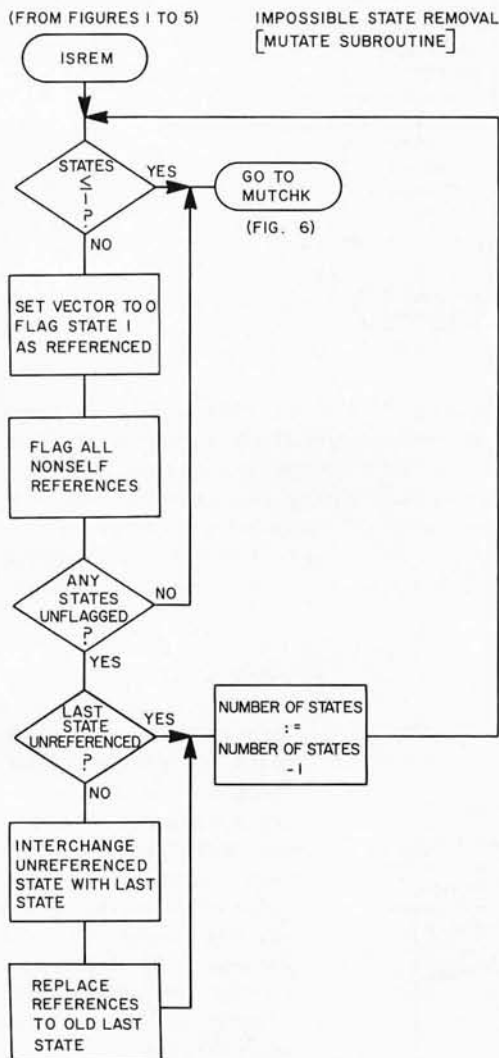 (FROM FIGURES 1 TO 5)
IMPOSSIBLE STATE REMOVAL
[MUTATE SUBROUTINE]
ISREM
STATES
≤
1
?
YES
GO TO
MUTCHK
(FIG. 6)
NO
SET VECTOR TO 0
FLAG STATE 1
AS REFERENCED
FLAG ALL
NONSELF
REFERENCES
ANY
STATES
UNFLAGGED
?
NO
YES
LAST
STATE
UNREFERENCED
?
YES
NUMBER OF STATES
:=
NUMBER OF STATES
-1
NO
INTERCHANGE
UNREFERENCED
STATE WITH LAST
STATE
REPLACE
REFERENCES
TO OLD LAST
STATE